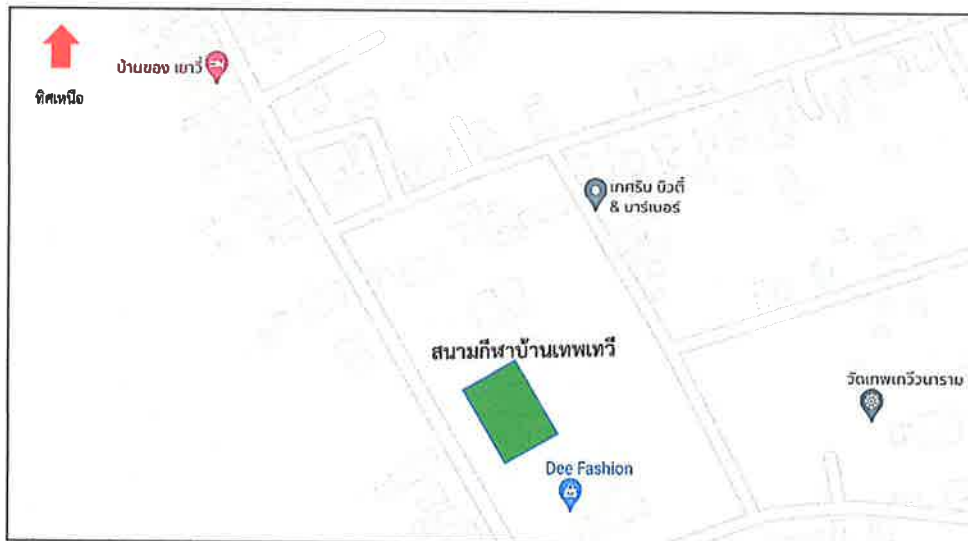 บ้านของ เยาวี่
ทิศเหนือ
เกศริน บิวตี้
& บาร์เบอร์
สนามกีฬาบ้านเทพเทวี
วัดเทพเทวีวนาราม
Dee Fashion